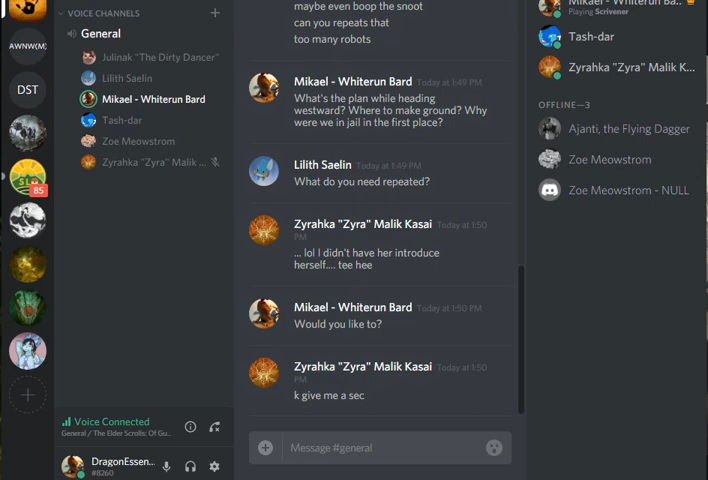 AWNW(M)
DST
SLG
85
VOICE CHANNELS
General
Julinak "The Dirty Dancer"
Lilith Saelin
Mikael - Whiterun Bard
Tash-dar
Zoe Meowstrom
Zyrahka "Zyra" Malik ...
Voice Connected
General / The Elder Scrolls: Of Gu...
DragonEssen...
#8260
maybe even boop the snoot
can you repeats that
too many robots
Mikael - Whiterun Bard Today at 1:49 PM
What's the plan while heading
westward? Where to make ground? Why
were we in jail in the first place?
Lilith Saelin Today at 1:49 PM
What do you need repeated?
Zyrahka "Zyra" Malik Kasai Today at 1:50
PM
... lol I didn't have her introduce
herself.... tee hee
Mikael - Whiterun Bard Today at 1:50 PM
Would you like to?
Zyrahka "Zyra" Malik Kasai Today at 1:50
PM
k give me a sec
Message #general
Mikael - Whiterun Ba..
Playing Scrivener
Tash-dar
Zyrahka "Zyra" Malik K...
OFFLINE—3
Ajanti, the Flying Dagger
Zoe Meowstrom
Zoe Meowstrom - NULL